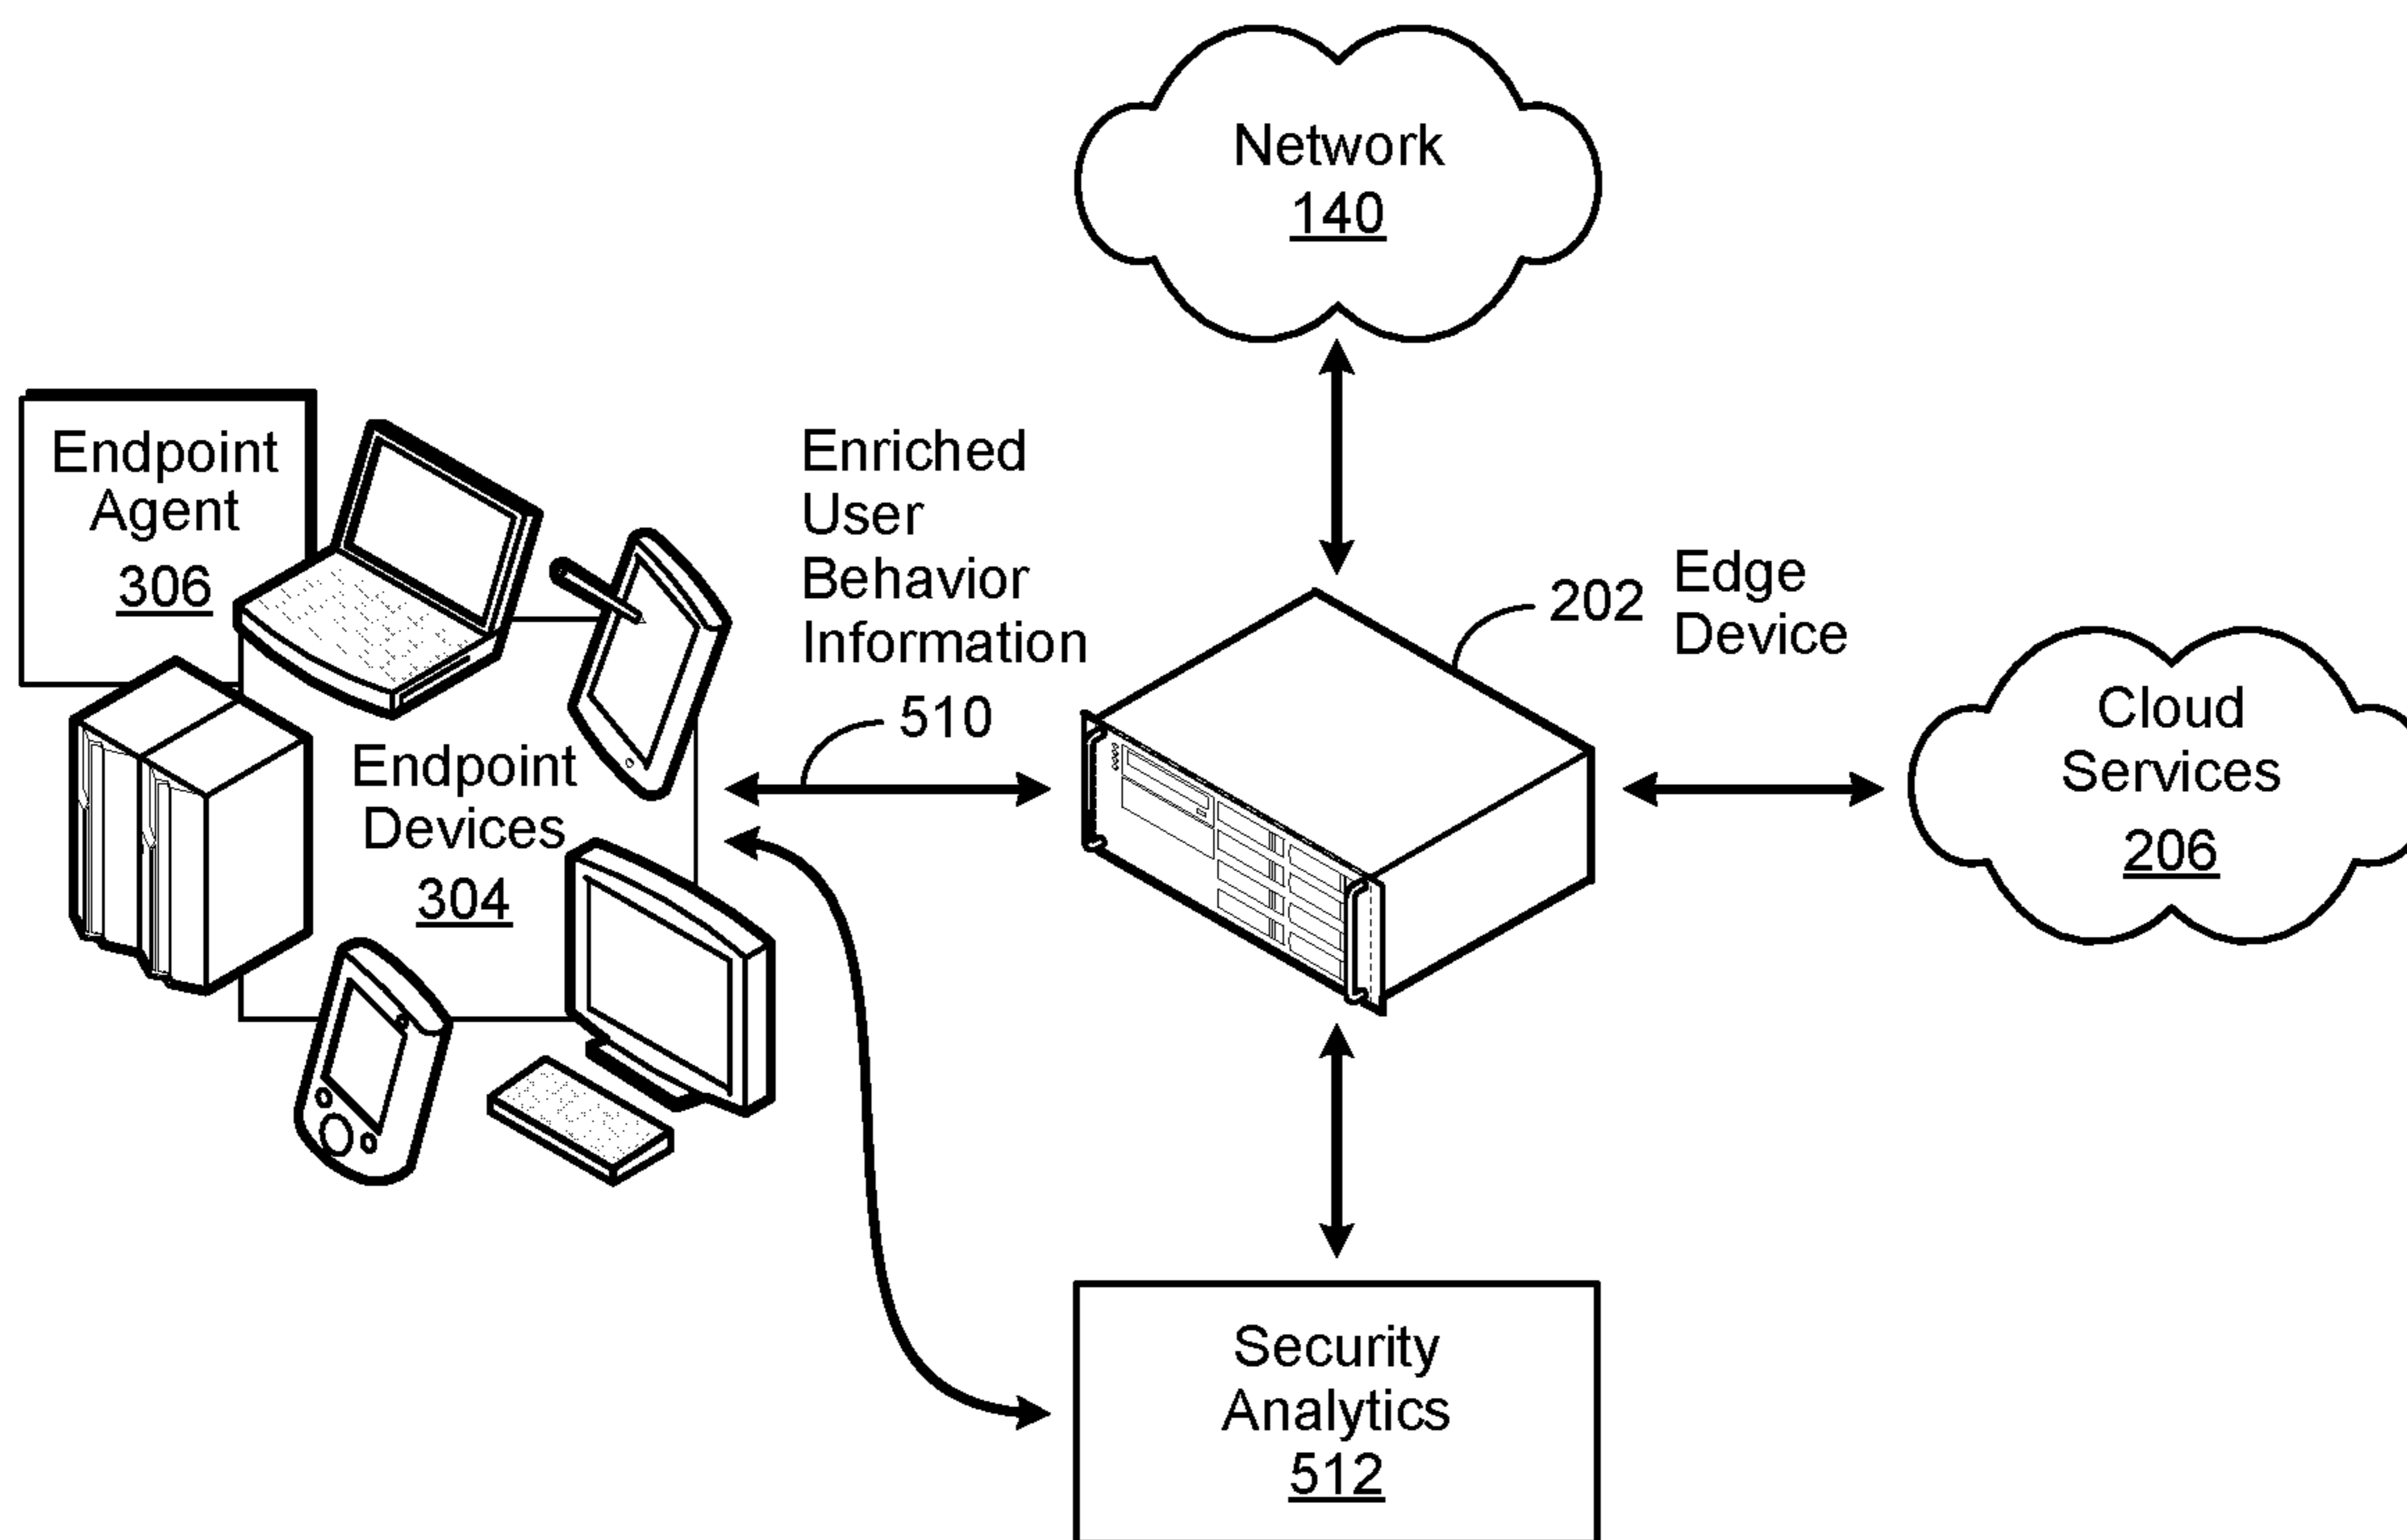 Network
140
Endpoint
Agent
306
Enriched
User
Behavior
Information
510
202
Edge
Device
Cloud
Services
206
Endpoint
Devices
304
Security
Analytics
512